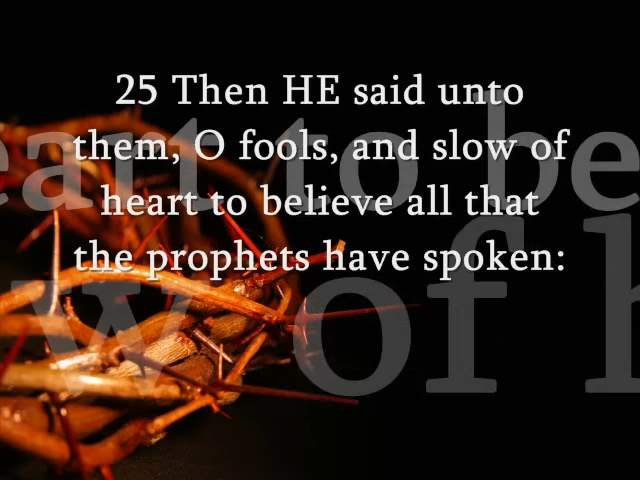 25 Then HE said unto
them, O fools, and slow of
heart to believe all that
the prophets have spoken: